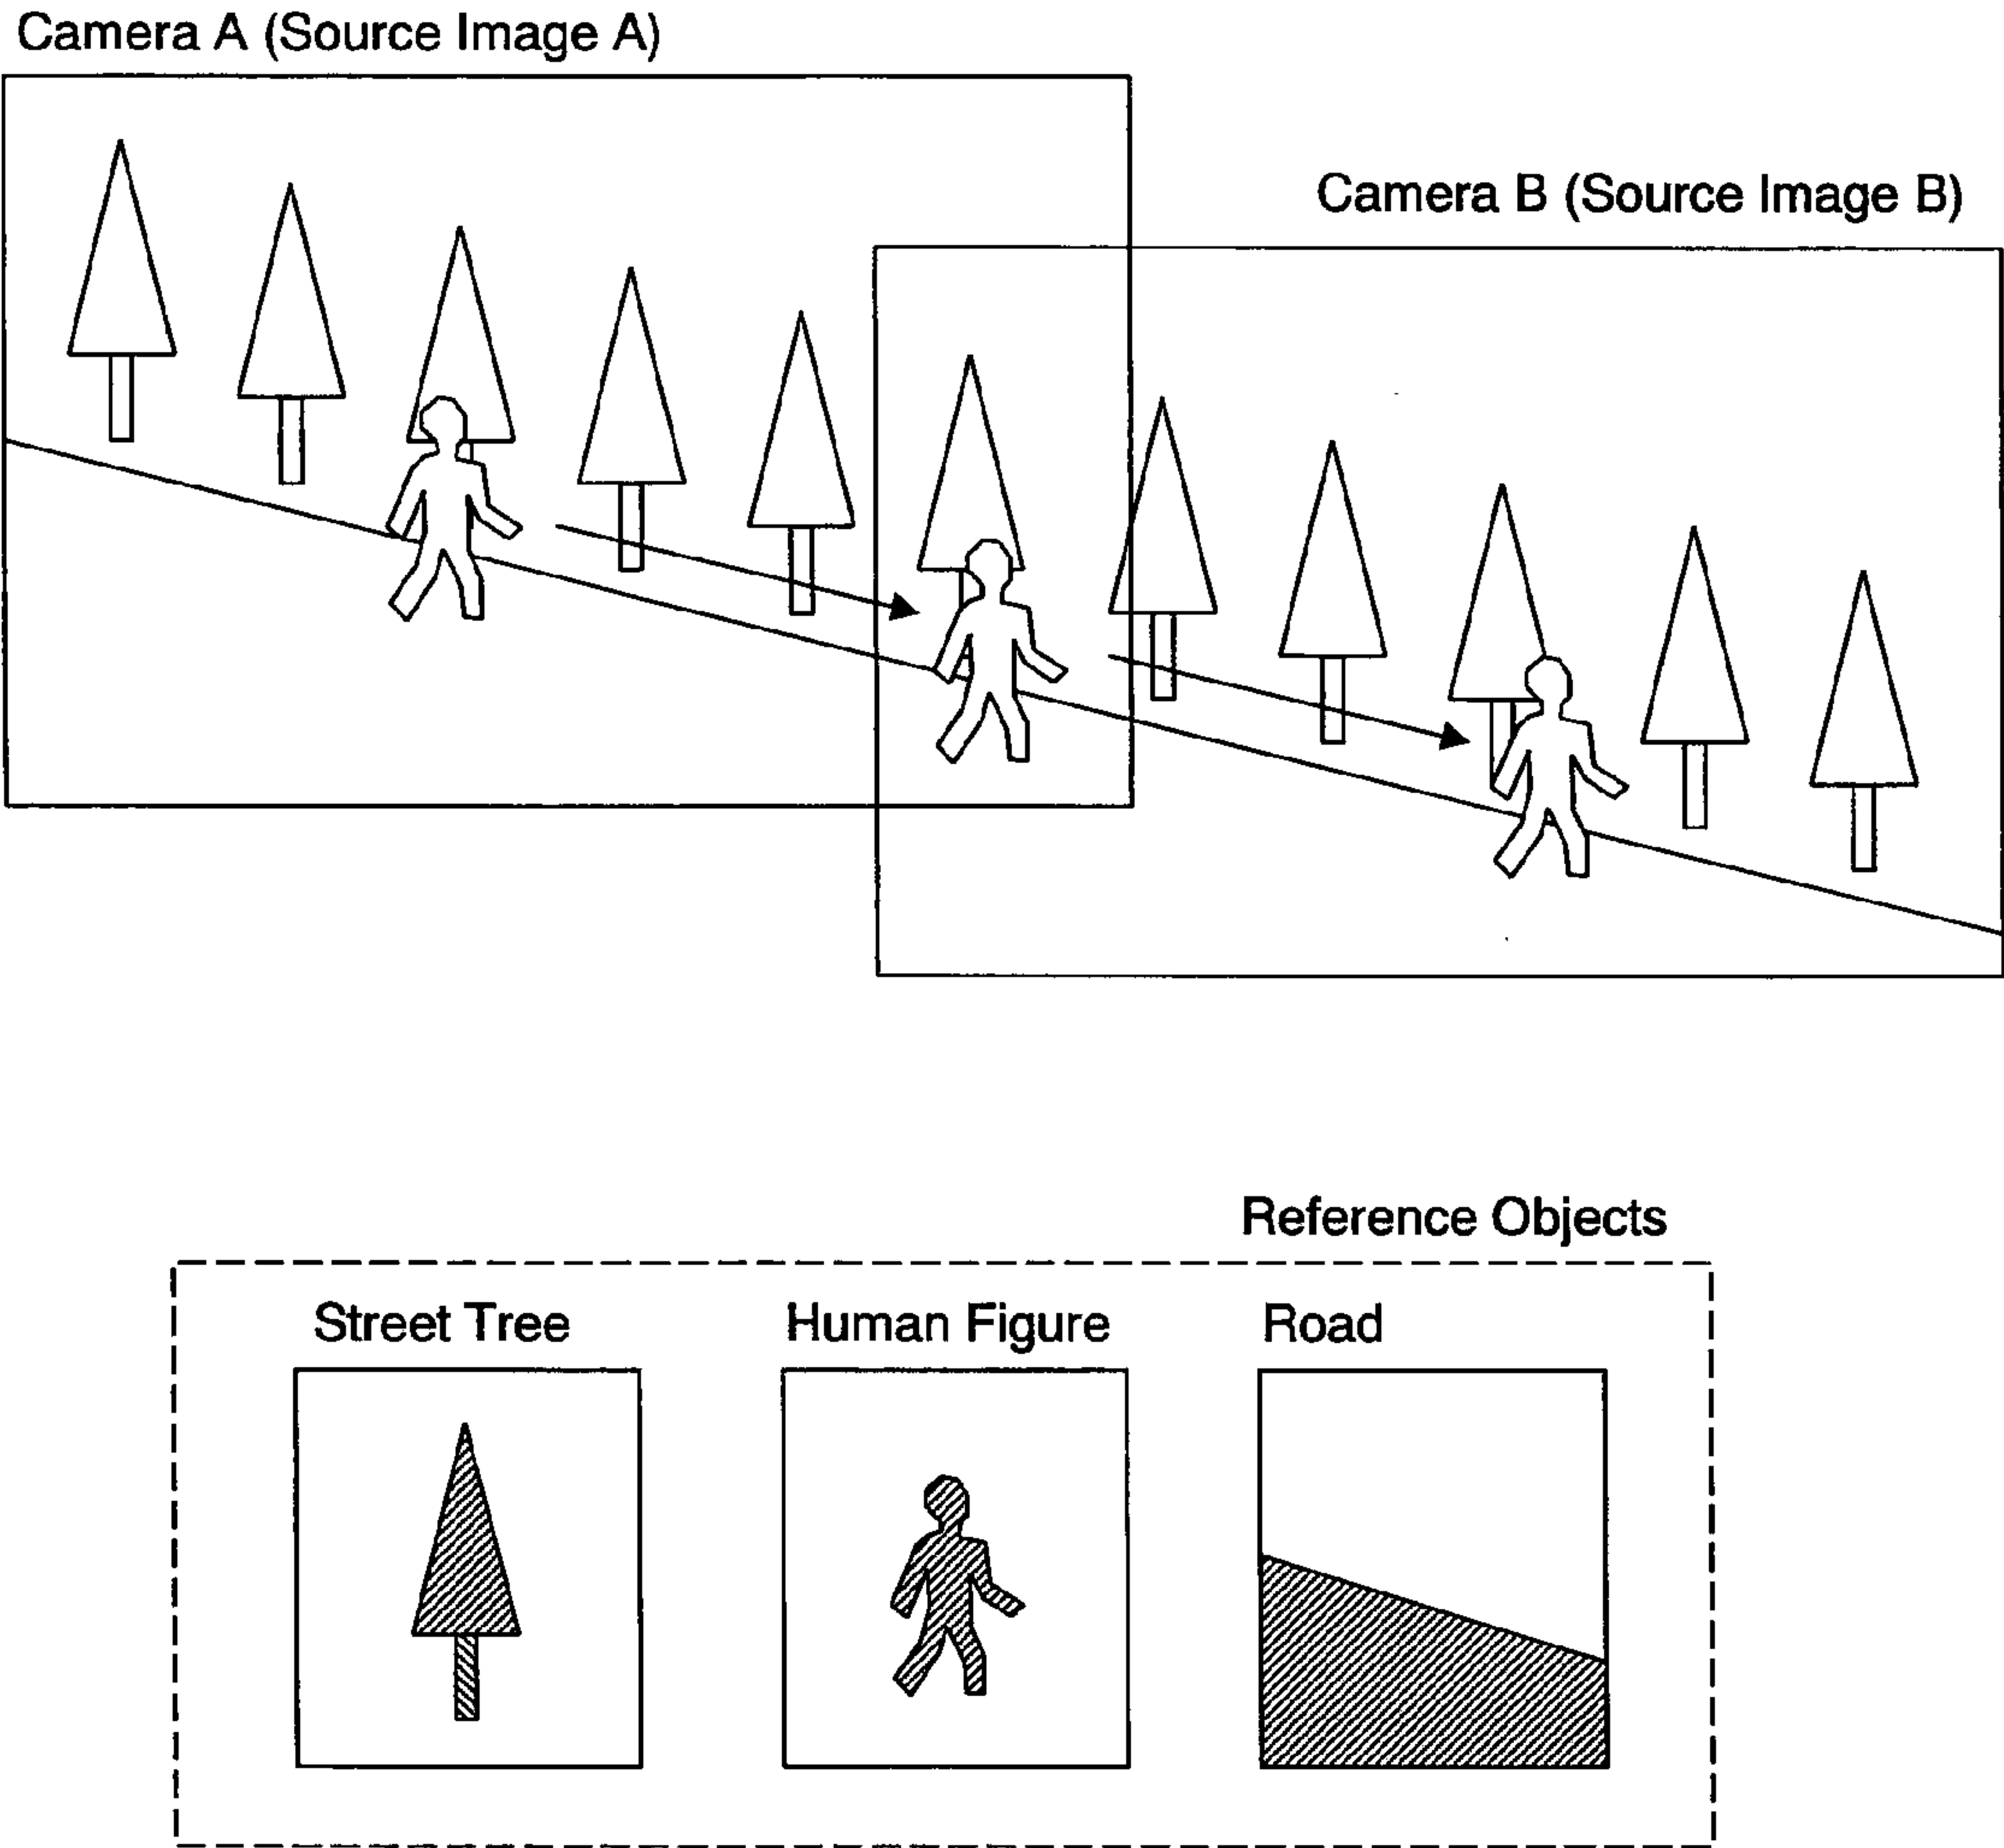 Camera A (Source Image A)
Camera B (Source Image B)
Reference Objects
Street Tree
Human Figure
Road